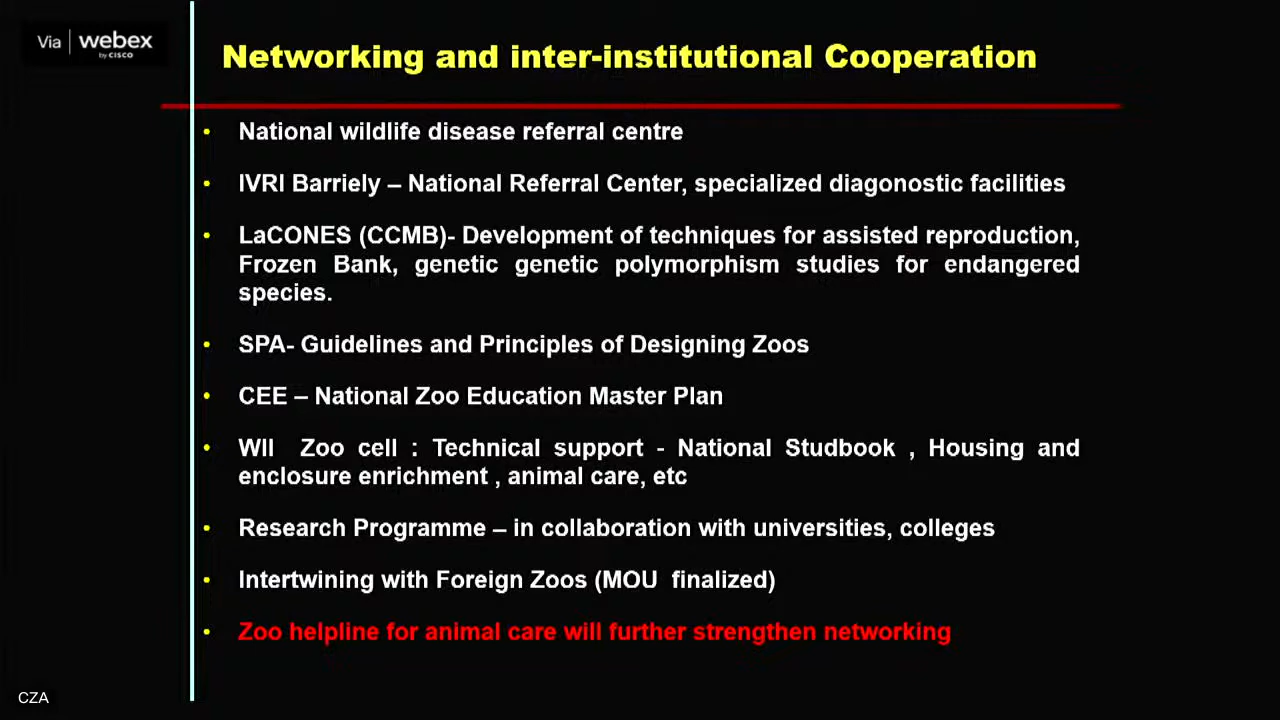 Via webex
by CISCO
Networking and inter-institutional Cooperation
• National wildlife disease referral centre
• IVRI Barriely – National Referral Center, specialized diagonostic facilities
• LaCONES (CCMB)- Development of techniques for assisted reproduction,
Frozen Bank, genetic genetic polymorphism studies for endangered
species.
• SPA- Guidelines and Principles of Designing Zoos
• CEE – National Zoo Education Master Plan
• WII Zoo cell : Technical support - National Studbook , Housing and
enclosure enrichment , animal care, etc
• Research Programme – in collaboration with universities, colleges
• Intertwining with Foreign Zoos (MOU finalized)
• Zoo helpline for animal care will further strengthen networking
CZA